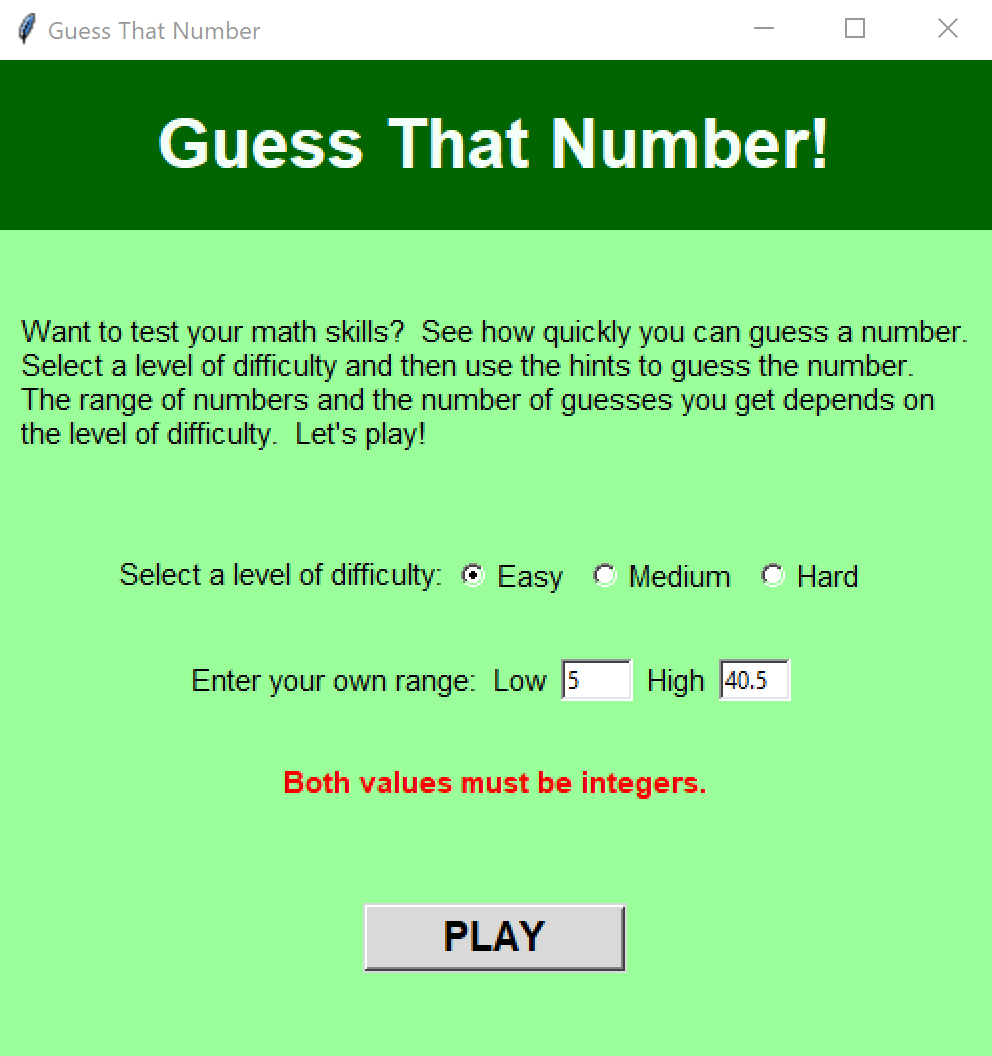 Guess That Number
Guess That Number!
Want to test your math skills?  See how quickly you can guess a number.
Select a level of difficulty and then use the hints to guess the number.
The range of numbers and the number of guesses you get depends on
the level of difficulty.  Let's play!
Select a level of difficulty: Easy Medium Hard
Enter your own range: Low 5 High 40.5
Both values must be integers.
PLAY